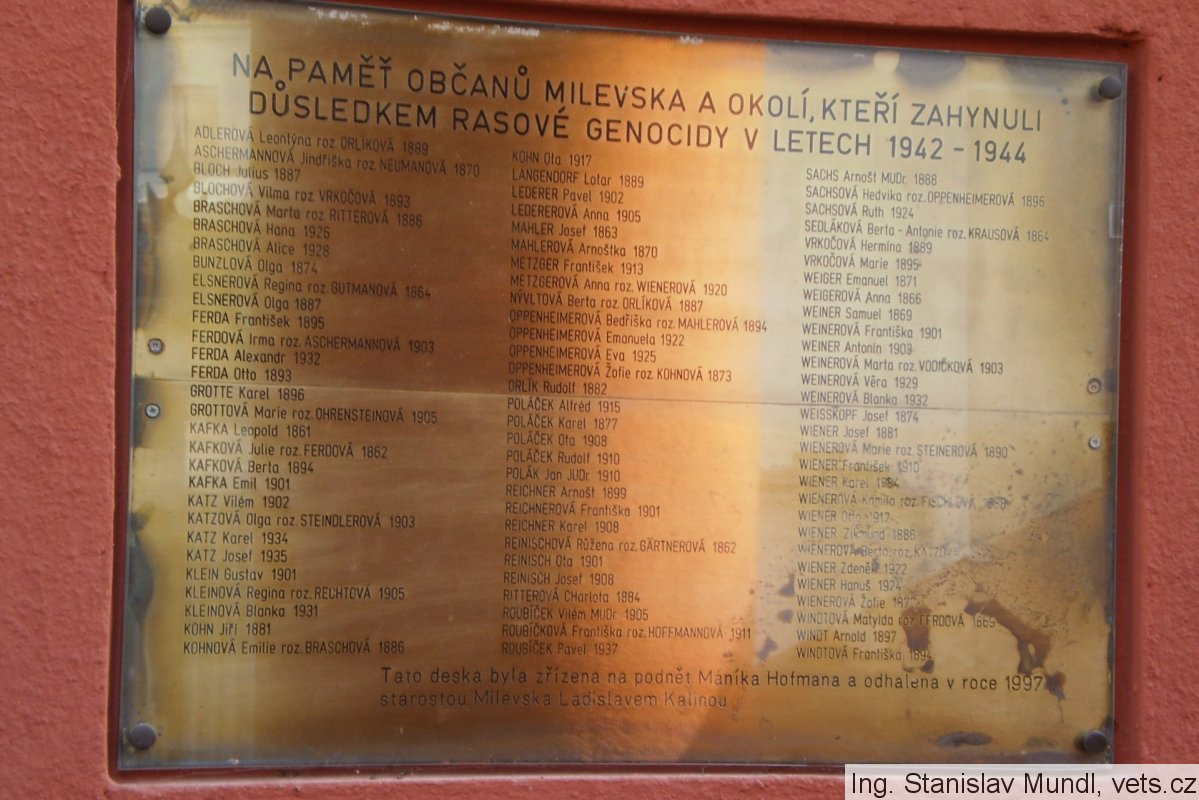 NA PAMĚŤ OBČANŮ MILEVSKA A OKOLÍ, KTEŘÍ ZAHYNULI
DŮSLEDKEM RASOVÉ GENOCIDY V LETECH 1942 - 1944
ADLEROVÁ Leontýna roz. ORLÍKOVÁ 1889
ASCHERMANNOVÁ Jindřiška roz. NEUMANOVÁ 1870
BLOCH Julius 1887
BLOCHOVÁ Vilma roz. VRKOČOVÁ 1893
BRASCHOVÁ Marta roz. RITTEROVÁ 1886
BRASCHOVÁ Hana 1926
BRASCHOVÁ Alice 1928
BUNZLOVÁ Olga 1874
ELSNEROVÁ Regina roz. GUTMANOVÁ 1864
ELSNEROVÁ Olga 1887
FERDA František 1895
FERDOVÁ Irma roz. ASCHERMANNOVÁ 1903
FERDA Alexandr 1932
FERDA Otto 1893
GROTTE Karel 1896
GROTTOVÁ Marie roz. OHRENSTEINOVÁ 1905
KAFKA Leopold 1861
KAFKOVÁ Julie roz. FERDOVÁ 1862
KAFKOVÁ Berta 1894
KAFKA Emil 1901
KATZ Vilém 1902
KATZOVÁ Olga roz. STEINDLEROVÁ 1903
KATZ Karel 1934
KATZ Josef 1935
KLEIN Gustav 1901
KLEINOVÁ Regina roz. RECHTOVÁ 1905
KLEINOVÁ Blanka 1931
KOHN Jiří 1881
KOHNOVÁ Emilie roz. BRASCHOVÁ 1886
KOHN Ota 1917
LANGENDORF Lotar 1889
LEDERER Pavel 1902
LEDEREROVÁ Anna 1905
MAHLER Josef 1863
MAHLEROVÁ Arnoštka 1870
METZGER František 1913
METZGEROVÁ Anna roz. WIENEROVÁ 1920
NÝVLTOVÁ Berta roz. ORLÍKOVÁ 1887
OPPENHEIMEROVÁ Bedřiška roz. MAHLEROVÁ 1894
OPPENHEIMEROVÁ Emanuela 1922
OPPENHEIMEROVÁ Eva 1925
OPPENHEIMEROVÁ Žofie roz. KOHNOVÁ 1873
ORLÍK Rudolf 1882
POLÁČEK Alfréd 1915
POLÁČEK Karel 1877
POLÁČEK Ota 1908
POLÁČEK Rudolf 1910
POLÁK Jan JUDr. 1910
REICHNER Arnošt 1899
REICHNEROVÁ Františka 1901
REICHNER Karel 1908
REINISCHOVÁ Růžena roz. GÄRTNEROVÁ 1862
REINISCH Ota 1901
REINISCH Josef 1908
RITTEROVÁ CHarlota 1884
ROUBÍČEK Vilém MUDr. 1905
ROUBÍČKOVÁ Františka roz. HOFFMANNOVÁ 1911
ROUBÍČEK Pavel 1937
SACHS Arnošt MUDr. 1888
SACHSOVÁ Hedvika roz. OPPENHEIMEROVÁ 1896
SACHSOVÁ Ruth 1924
SEDLÁKOVÁ Berta - Antonie roz. KRAUSOVÁ 1864
VRKOČOVÁ Hermina 1889
VRKOČOVÁ Marie 1895
WEIGER Emanuel 1871
WEIGEROVÁ Anna 1866
WEINER Samuel 1869
WEINEROVÁ Františka 1901
WEINER Antonín 1903
WEINEROVÁ Marta roz. VODIČKOVÁ 1903
WEINEROVÁ Věra 1929
WEINEROVÁ Blanka 1932
WEISSKOPF Josef 1874
WIENER Josef 1881
WIENEROVÁ Marie roz. STEINEROVÁ 1890
WIENER František 1910
WIENER Karel
WIENEROVÁ Kamila roz. FISCHLOVÁ
WIENER Otto 1912
WIENER Zikmund 1886
WIENEROVÁ Berta roz.
WIENER Zdeněk 1922
WIENER Hanuš 1924
WIENEROVÁ Žofie
WINDTOVÁ Matylda roz. FERDOVÁ 1869
WINDT Arnold 1897
WINDTOVÁ Františka 1894
Tato deska byla zřízena na podnět Maníka Hofmana a odhalena v roce 1997
starostou Milevska Ladislavem Kalinou
Ing. Stanislav Mundl, vets.cz